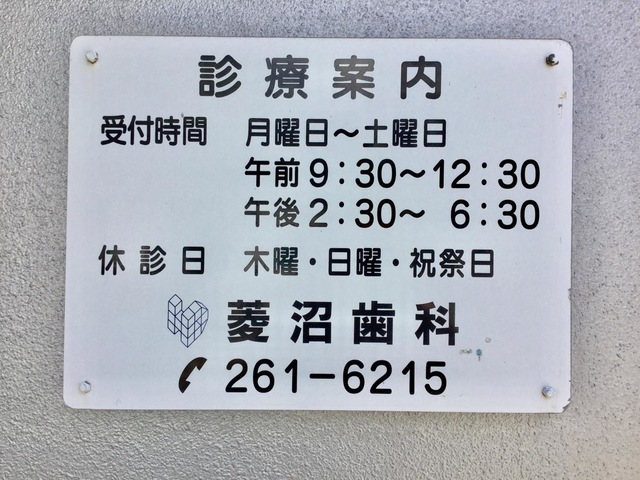 診療案内
受付時間 月曜日～土曜日
午前9:30～12:30
午後2:30～ 6:30
休診日 木曜・日曜・祝祭日
菱沼歯科
261-6215